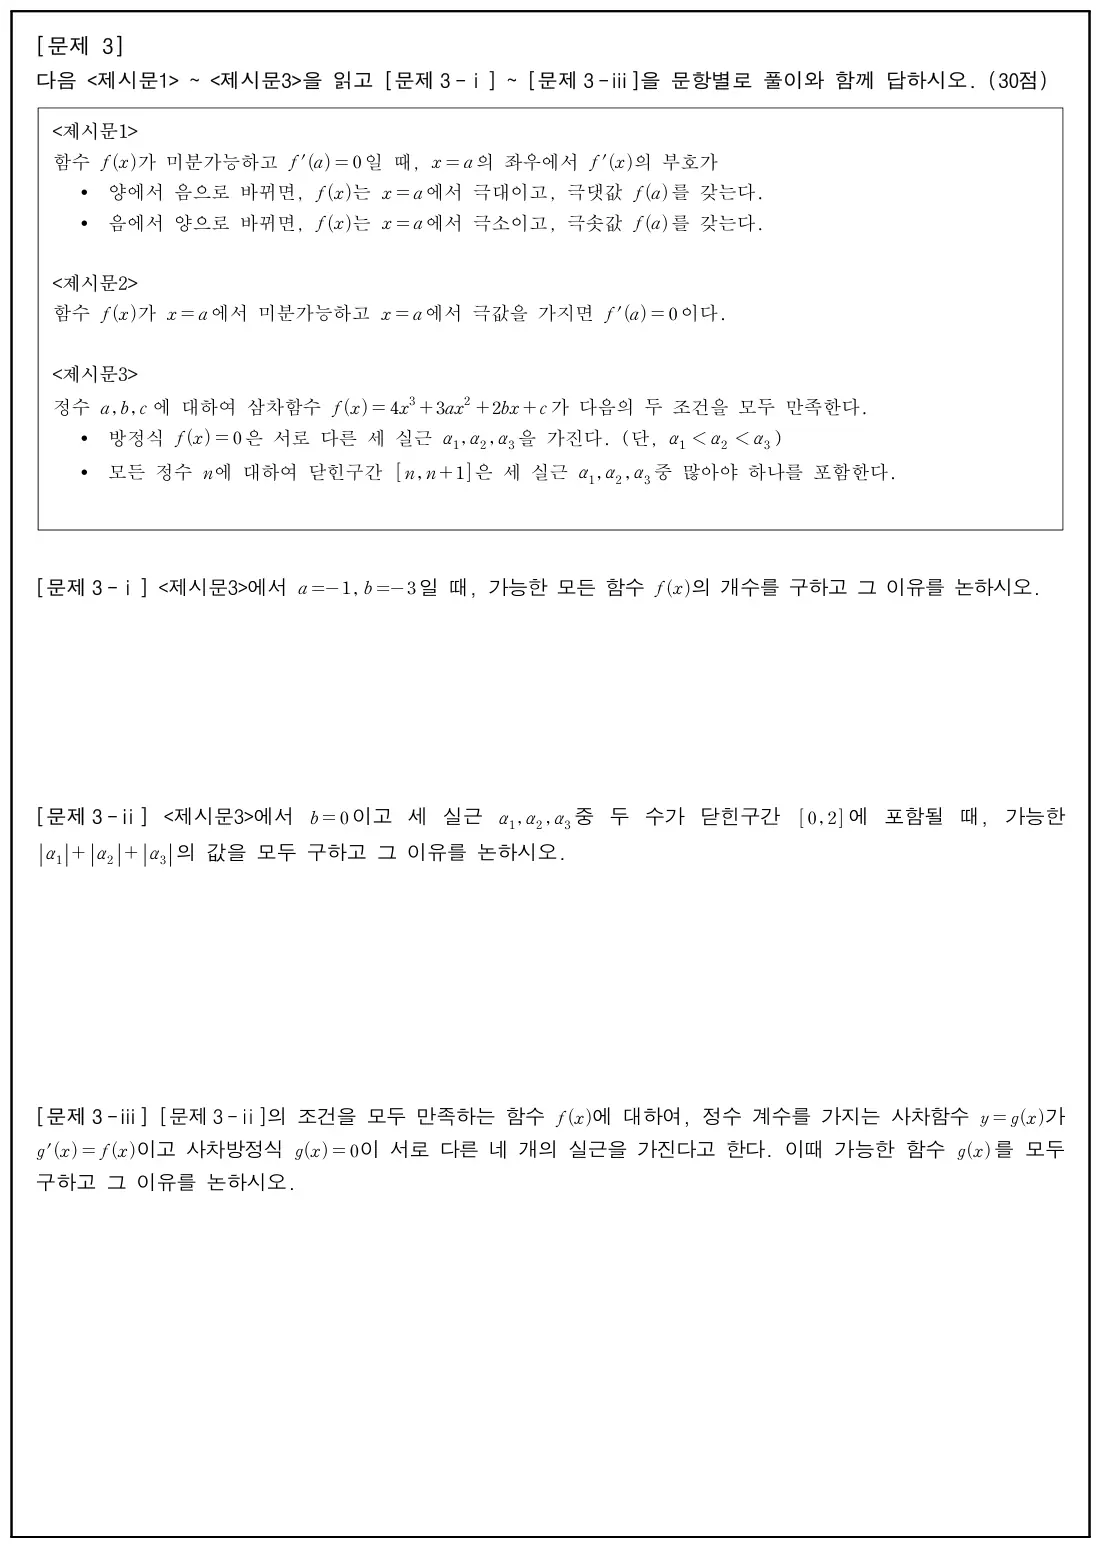 [문제 3]
다음 <제시문1> ~ <제시문3>을 읽고 [문제 3-ⅰ] ~ [문제 3-ⅲ]을 문항별로 풀이와 함께 답하시오. (30점)
<제시문1>
함수 f(x)가 미분가능하고 f′(a)=0일 때, x=a의 좌우에서 f′(x)의 부호가
• 양에서 음으로 바뀌면, f(x)는 x=a에서 극대이고, 극댓값 f(a)를 갖는다.
• 음에서 양으로 바뀌면, f(x)는 x=a에서 극소이고, 극솟값 f(a)를 갖는다.
<제시문2>
함수 f(x)가 x=a에서 미분가능하고 x=a에서 극값을 가지면 f′(a)=0이다.
<제시문3>
정수 a,b,c에 대하여 삼차함수 f(x)=4x³+3ax²+2bx+c가 다음의 두 조건을 모두 만족한다.
• 방정식 f(x)=0은 서로 다른 세 실근 α₁,α₂,α₃을 가진다. (단, α₁<α₂<α₃)
• 모든 정수 n에 대하여 닫힌구간 [n,n+1]은 세 실근 α₁,α₂,α₃중 많아야 하나를 포함한다.
[문제 3-ⅰ] <제시문3>에서 a=-1, b=-3일 때, 가능한 모든 함수 f(x)의 개수를 구하고 그 이유를 논하시오.
[문제 3-ⅱ] <제시문3>에서 b=0이고 세 실근 α₁,α₂,α₃중 두 수가 닫힌구간 [0,2]에 포함될 때, 가능한
|α₁|+|α₂|+|α₃|의 값을 모두 구하고 그 이유를 논하시오.
[문제 3-ⅲ] [문제 3-ⅱ]의 조건을 모두 만족하는 함수 f(x)에 대하여, 정수 계수를 가지는 사차함수 y=g(x)가
g′(x)=f(x)이고 사차방정식 g(x)=0이 서로 다른 네 개의 실근을 가진다고 한다. 이때 가능한 함수 g(x)를 모두
구하고 그 이유를 논하시오.